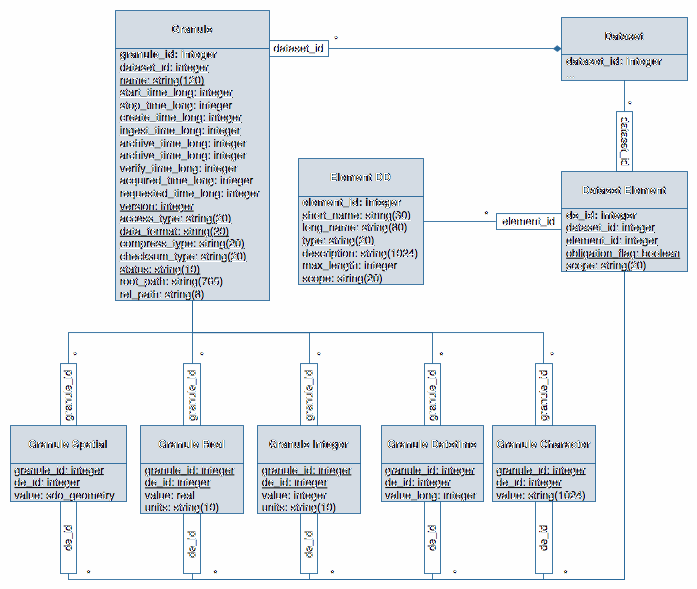 Granule
granule_id: integer
dataset_id: integer
name: string(120)
start_time_long: integer
stop_time_long: integer
create_time_long: integer
ingest_time_long: integer
archive_time_long: integer
archive_time_long: integer
verify_time_long: integer
acquired_time_long: integer
requested_time_long: integer
version: integer
access_type: string(20)
data_format: string(20)
compress_type: string(20)
checksum_type: string(20)
status: string(10)
root_path: string(765)
rel_path: string(8)
dataset_id
*
Dataset
dataset_id: integer
...
*
dataset_id
Element DD
element_id: integer
short_name: string(30)
long_name: string(80)
type: string(20)
description: string(1024)
max_length: integer
scope: string(20)
*
element_id
Dataset Element
de_id: integer
dataset_id: integer
element_id: integer
obligation_flag: boolean
scope: string(20)
* * * * *
granule_id granule_id granule_id granule_id granule_id
Granule Spatial
granule_id: integer
de_id: integer
value: sdo_geometry
Granule Real
granule_id: integer
de_id: integer
value: real
units: string(10)
Granule Integer
granule_id: integer
de_id: integer
value: integer
units: string(10)
Granule Datetime
granule_id: integer
de_id: integer
value_long: integer
Granule Character
granule_id: integer
de_id: integer
value: string(1024)
de_id de_id de_id de_id de_id
* * * * *